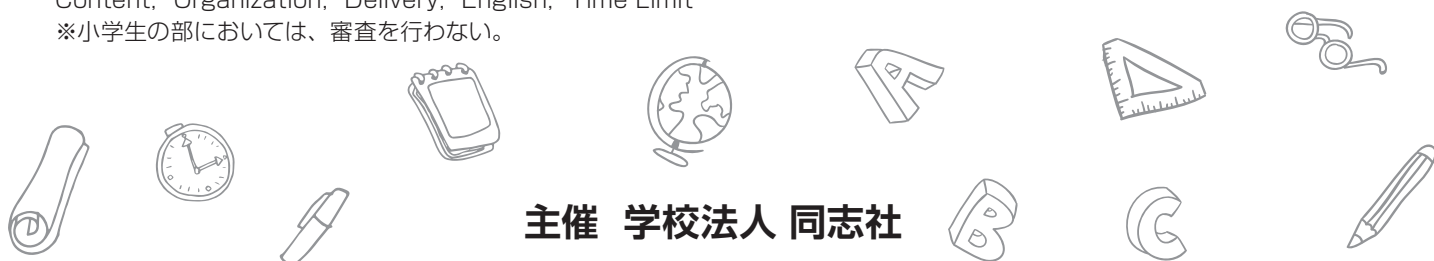 Content, Organization, Delivery, English, Time Limit
※小学生の部においては、審査を行わない。
A
B
C
主催 学校法人 同志社